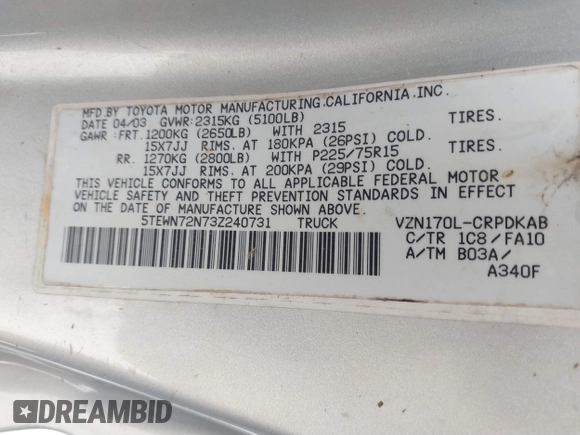 MFD.BY TOYOTA MOTOR MANUFACTURING.CALIFORNIA.INC.
DATE 04/03 GVWR:2315KG (5100LB)
GAWR:FRT.1200KG (2650LB) WITH 2315 TIRES.
15X7JJ RIMS. AT 180KPA (26PSI) COLD.
RR. 1270KG (2800LB) WITH P225/75R15 TIRES.
15X7JJ RIMS. AT 200KPA (29PSI) COLD.
THIS VEHICLE CONFORMS TO ALL APPLICABLE FEDERAL MOTOR
VEHICLE SAFETY AND THEFT PREVENTION STANDARDS IN EFFECT
ON THE DATE OF MANUFACTURE SHOWN ABOVE.
5TEWN72N73Z240731 TRUCK VZN170L-CRPDKAB
C/TR 1C8/FA10
A/TM B03A/
A340F
DREAMBID